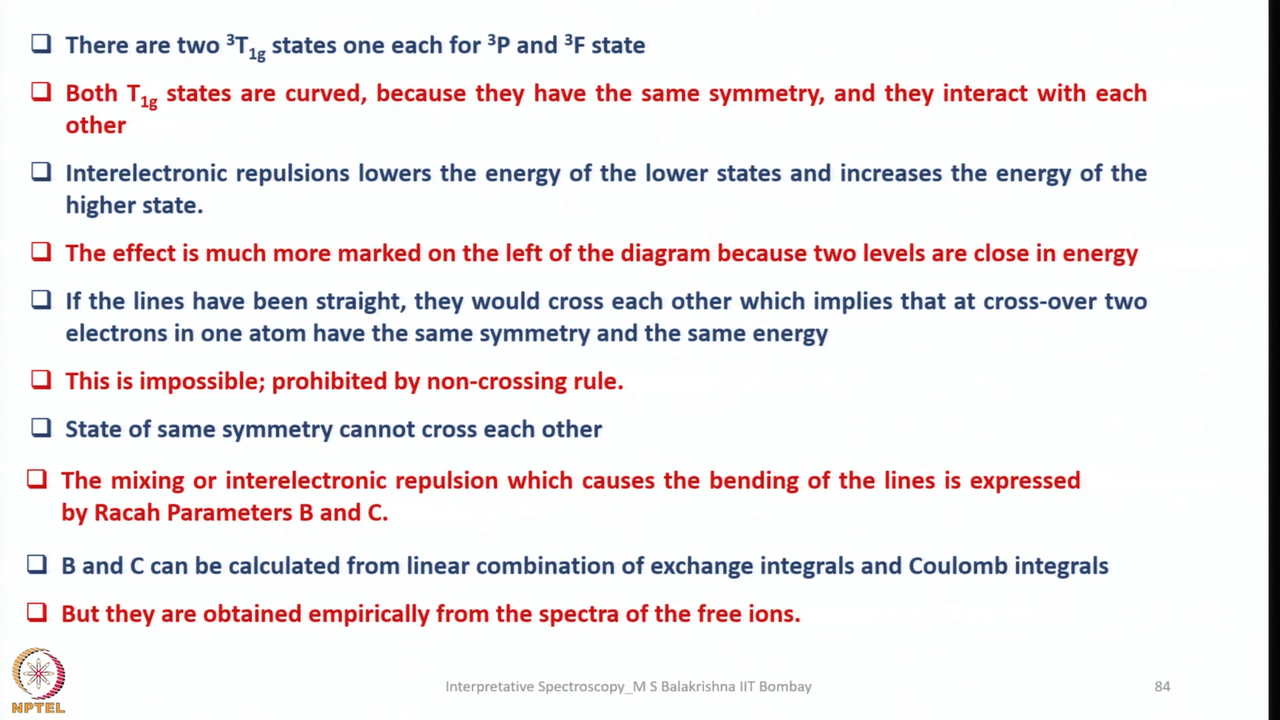 ❑ There are two ³T₁g states one each for ³P and ³F state
❑ Both T₁g states are curved, because they have the same symmetry, and they interact with each
other
❑ Interelectronic repulsions lowers the energy of the lower states and increases the energy of the
higher state.
❑ The effect is much more marked on the left of the diagram because two levels are close in energy
❑ If the lines have been straight, they would cross each other which implies that at cross-over two
electrons in one atom have the same symmetry and the same energy
❑ This is impossible; prohibited by non-crossing rule.
❑ State of same symmetry cannot cross each other
❑ The mixing or interelectronic repulsion which causes the bending of the lines is expressed
by Racah Parameters B and C.
❑ B and C can be calculated from linear combination of exchange integrals and Coulomb integrals
❑ But they are obtained empirically from the spectra of the free ions.
NPTEL
Interpretative Spectroscopy_M S Balakrishna IIT Bombay
84